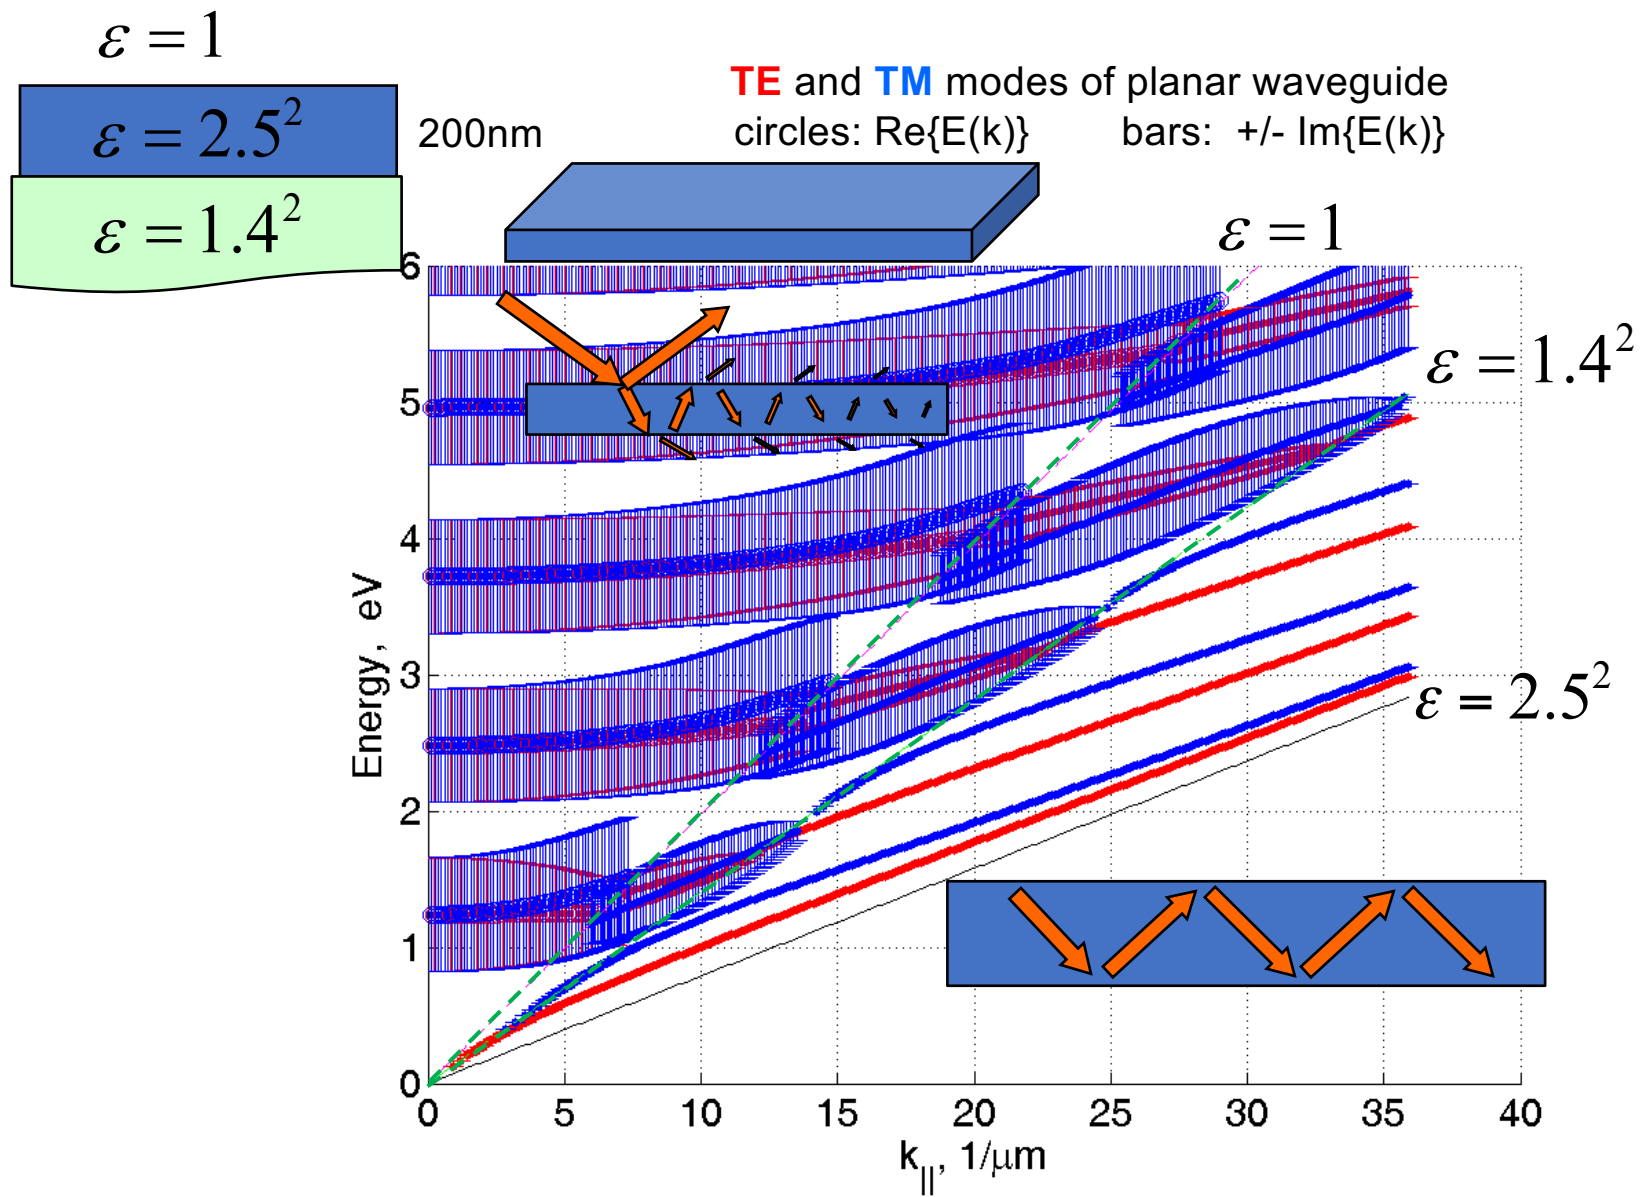 ε = 1
ε = 2.5²
ε = 1.4²
200nm
TE and TM modes of planar waveguide
circles: Re{E(k)} bars: +/- Im{E(k)}
ε = 1
ε = 1.4²
ε = 2.5²
6
5
4
3
2
1
0
Energy, eV
0 5 10 15 20 25 30 35 40
k||, 1/μm